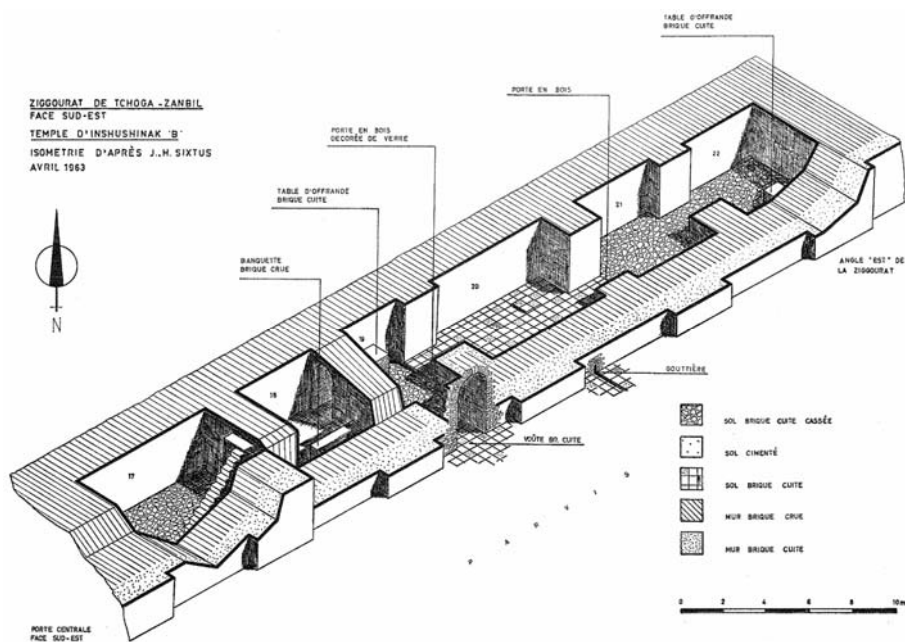 TABLE D'OFFRANDE
BRIQUE CUITE
ZIGGOURAT DE TCHOGA-ZANBIL
FACE SUD-EST
TEMPLE D'INSHUSHINAK "B"
ISOMETRIE D'APRÈS J.-H. SIXTUS
AVRIL 1963
PORTE EN BOIS
PORTE EN BOIS
DECORÉE DE VERRE
TABLE D'OFFRANDE
BRIQUE CUITE
BANQUETTE
BRIQUE CRUE
22
21
20
19
18
17
N
ANGLE "EST" DE
LA ZIGGOURAT
GOUTTIÈRE
VOÛTE BR. CUITE
PARVIS
SOL BRIQUE CUITE CASSÉE
SOL CIMENTÉ
SOL BRIQUE CUITE
MUR BRIQUE CRUE
MUR BRIQUE CUITE
0 2 4 6 8 10m
PORTE CENTRALE
FACE SUD-EST